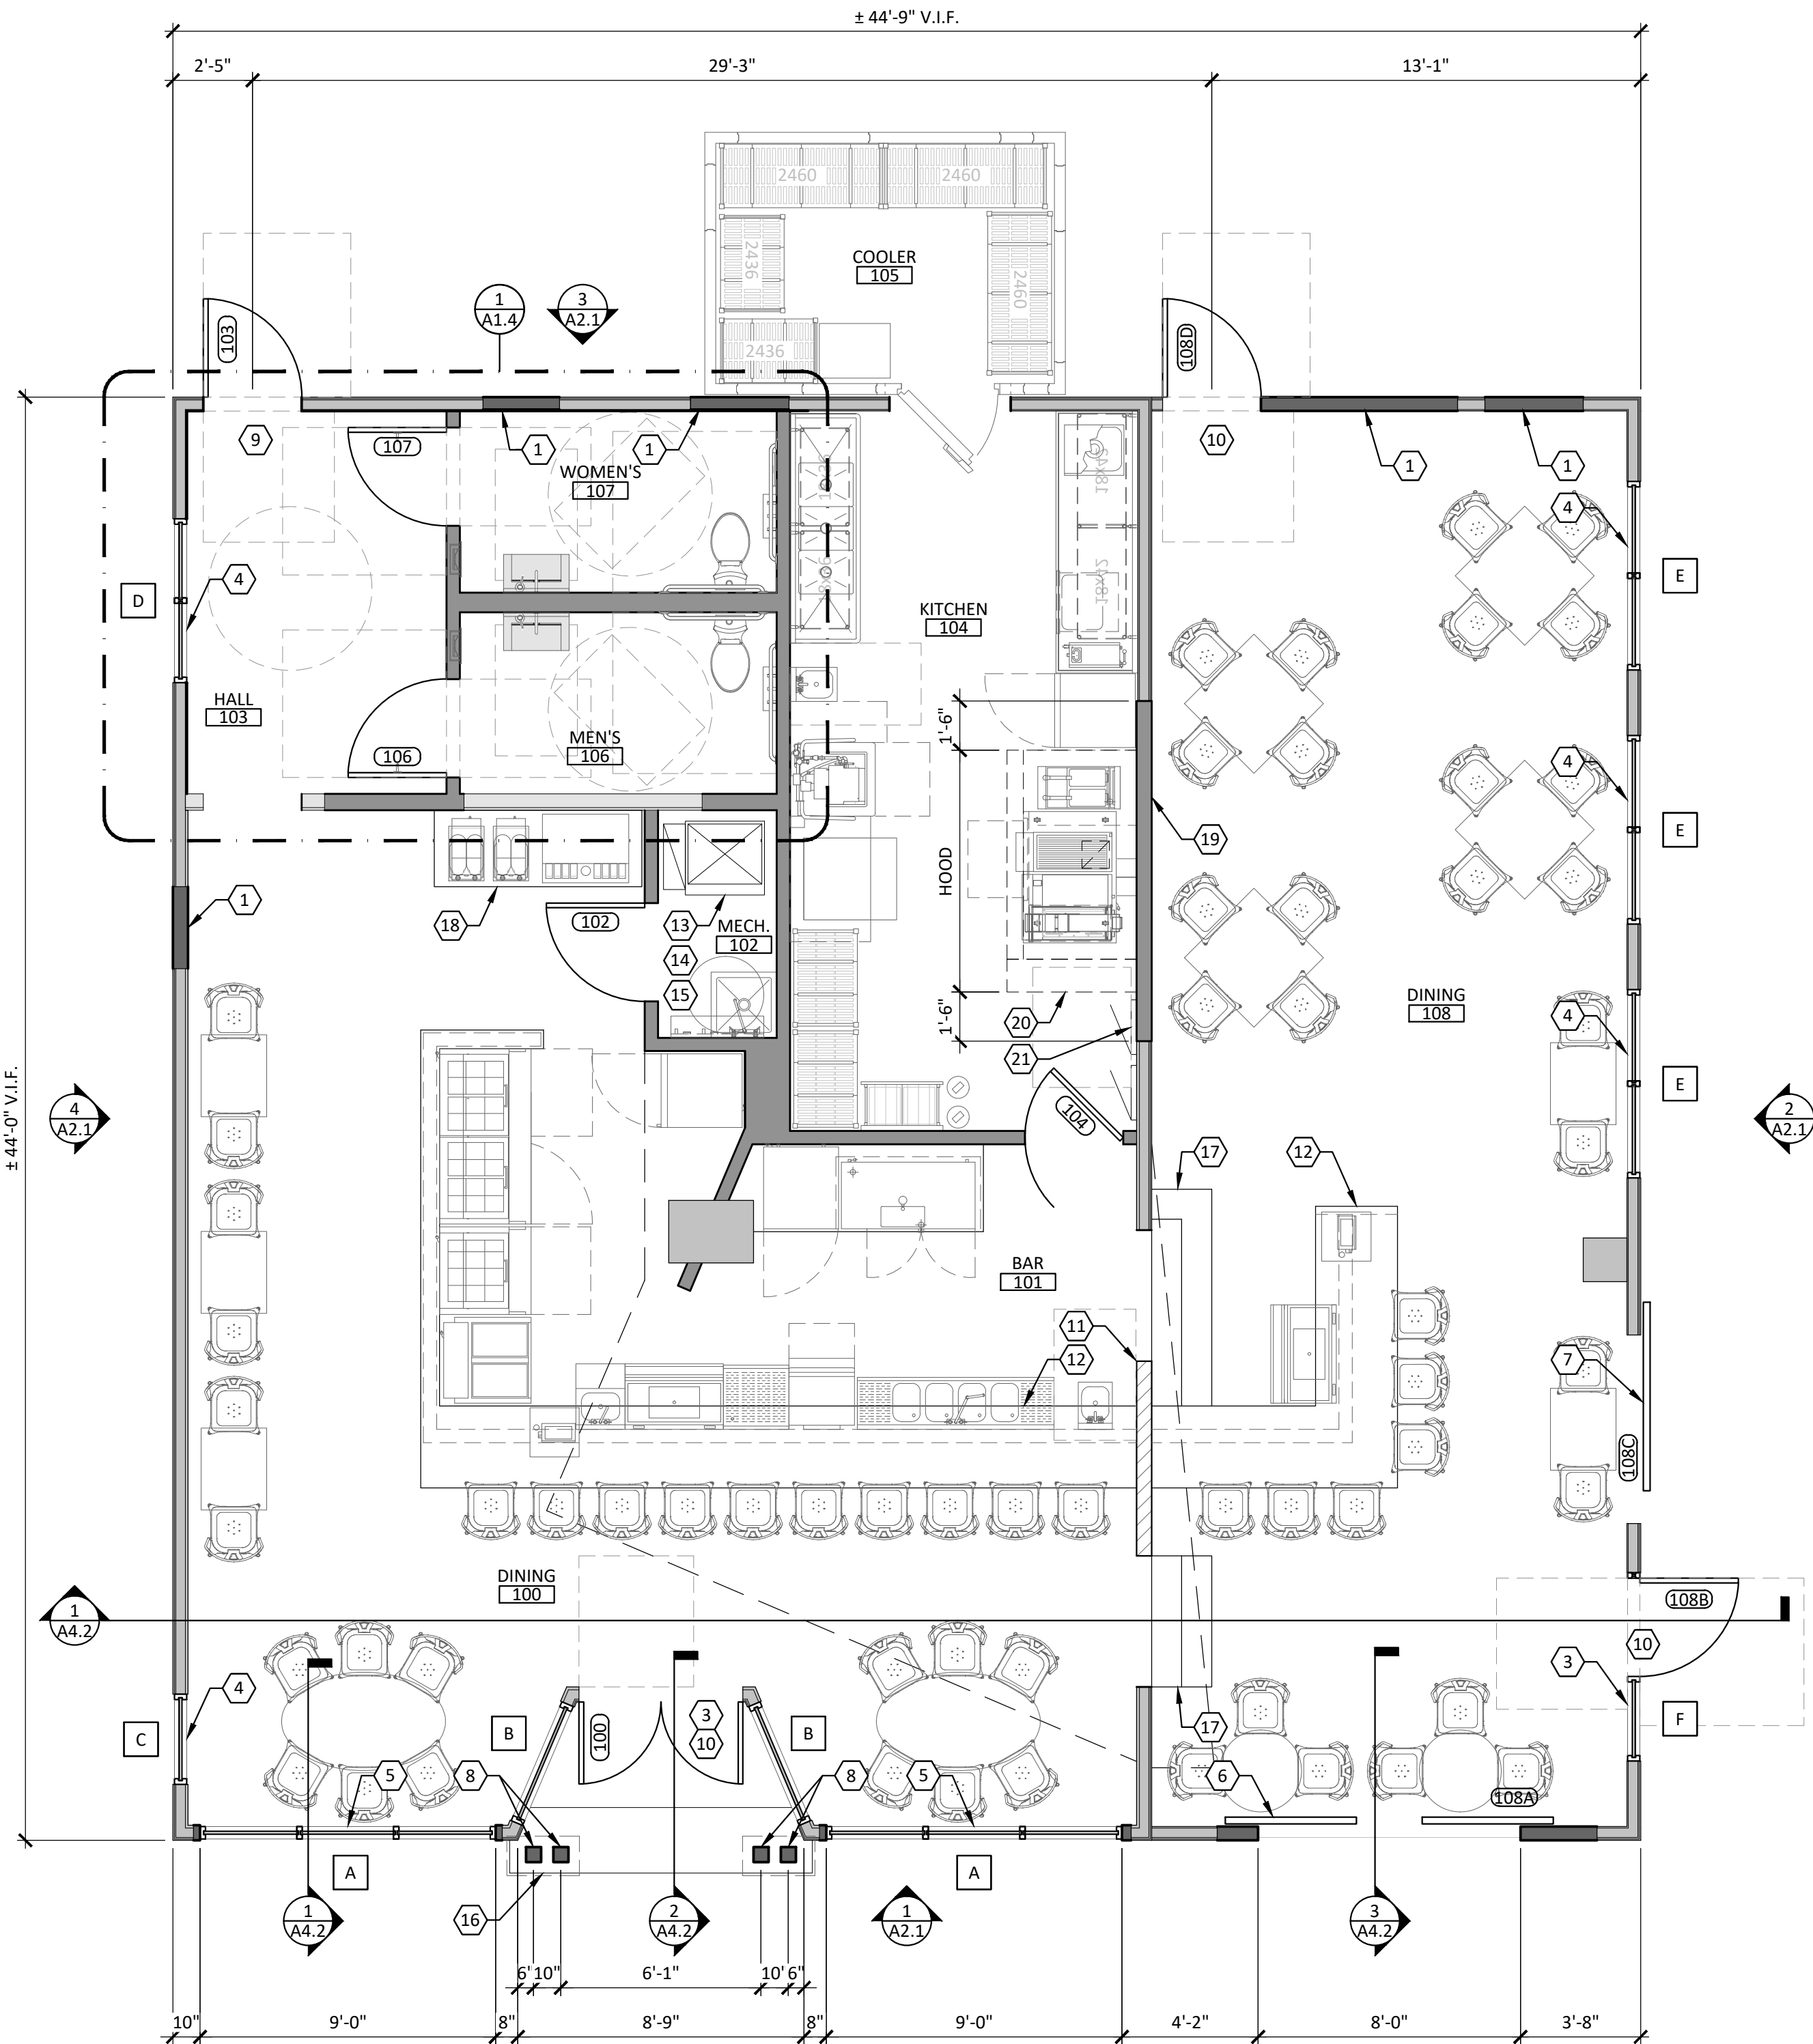 ± 44'-9" V.I.F.
2'-5"
29'-3"
13'-1"
2460
2460
2436
2460
2436
COOLER
105
1
A1.4
3
A2.1
103
108D
9
107
1
1
10
1
1
WOMEN'S
107
4
E
D
4
KITCHEN
104
HALL
103
MEN'S
106
106
1'-6"
4
E
HOOD
19
1
18
102
13
MECH.
102
14
15
1'-6"
20
21
DINING
108
4
E
± 44'-0" V.I.F.
4
A2.1
104
2
A2.1
17
12
BAR
101
11
12
7
108C
DINING
100
1
A4.2
108B
10
3
4
C
B
100
3
10
B
17
F
5
8
8
5
6
108A
A
A
16
1
A4.2
2
A4.2
1
A2.1
3
A4.2
6"
10"
6'-1"
10"
6"
10"
9'-0"
8"
8'-9"
8"
9'-0"
4'-2"
8'-0"
3'-8"